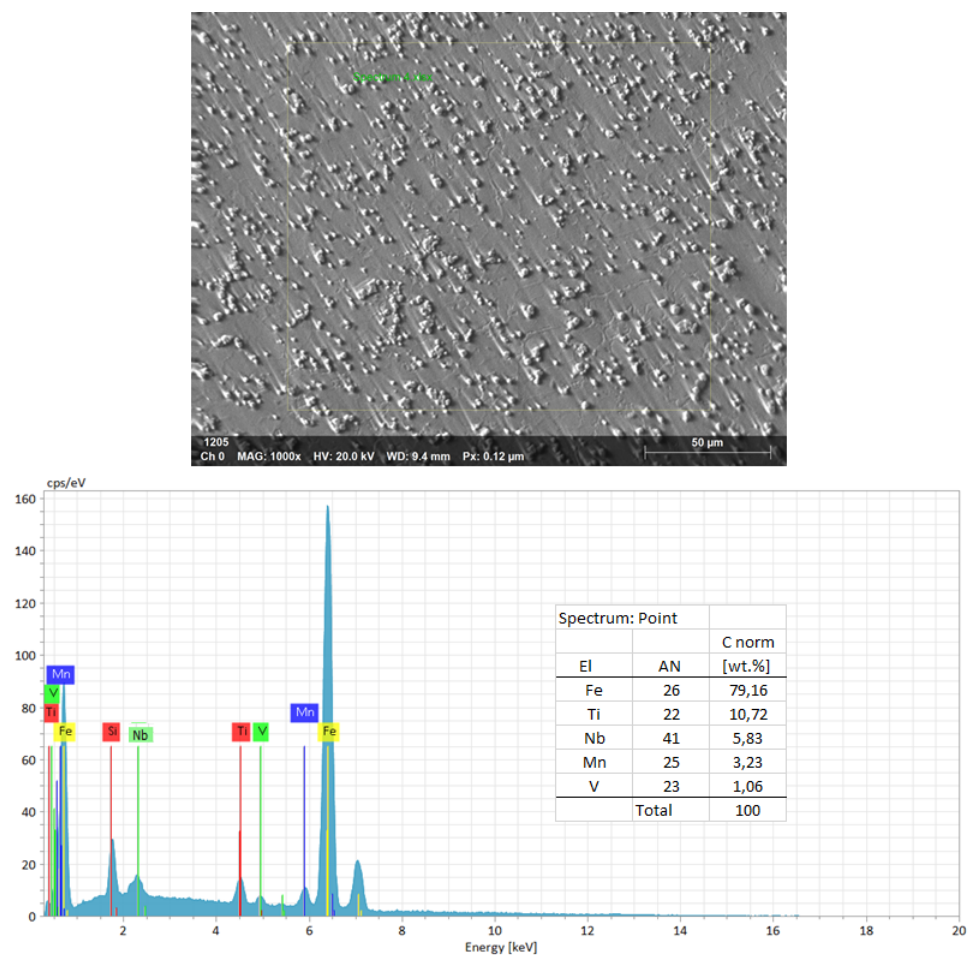 1205
50 µm
Ch 0 MAG: 1000x HV: 20.0 kV WD: 9.4 mm Px: 0.12 µm
cps/eV
160
140
120
100
80
60
40
20
0
Mn
V
Ti
Fe
Si
Nb
Ti
V
Mn
Fe
Spectrum: Point
C norm
El AN [wt.%]
Fe 26 79,16
Ti 22 10,72
Nb 41 5,83
Mn 25 3,23
V 23 1,06
Total 100
2 4 6 8 10 12 14 16 18 20
Energy [keV]